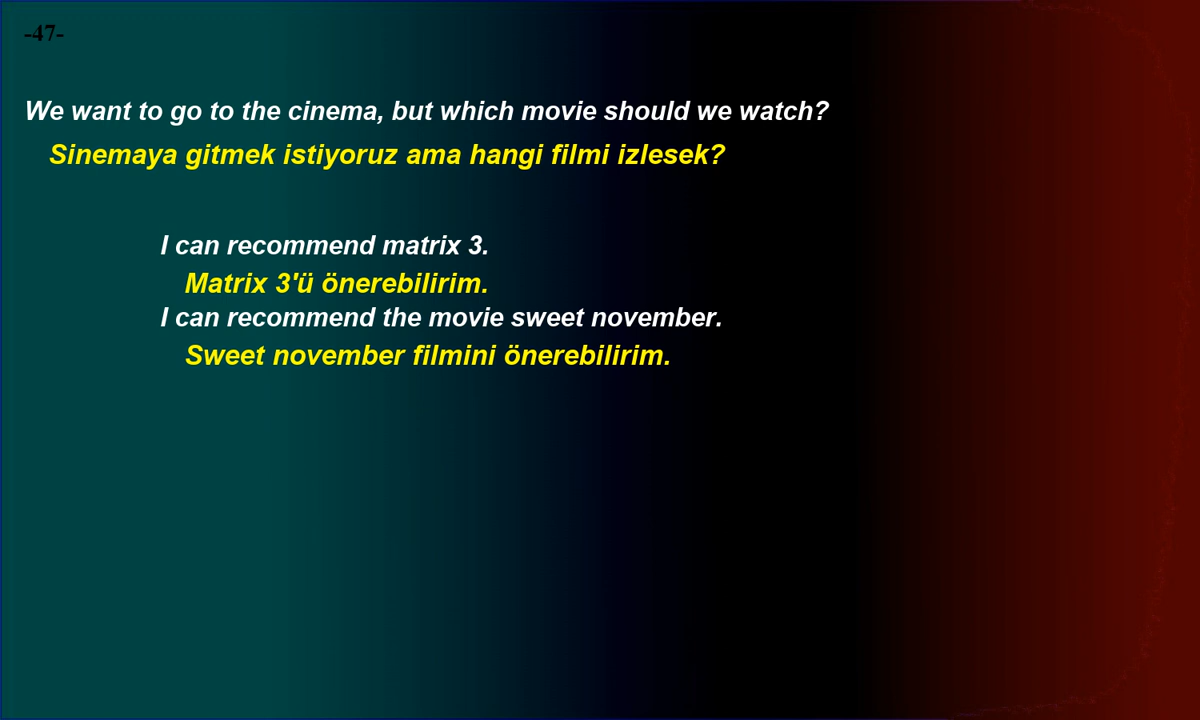 -47-
We want to go to the cinema, but which movie should we watch?
Sinemaya gitmek istiyoruz ama hangi filmi izlesek?
I can recommend matrix 3.
Matrix 3'ü önerebilirim.
I can recommend the movie sweet november.
Sweet november filmini önerebilirim.